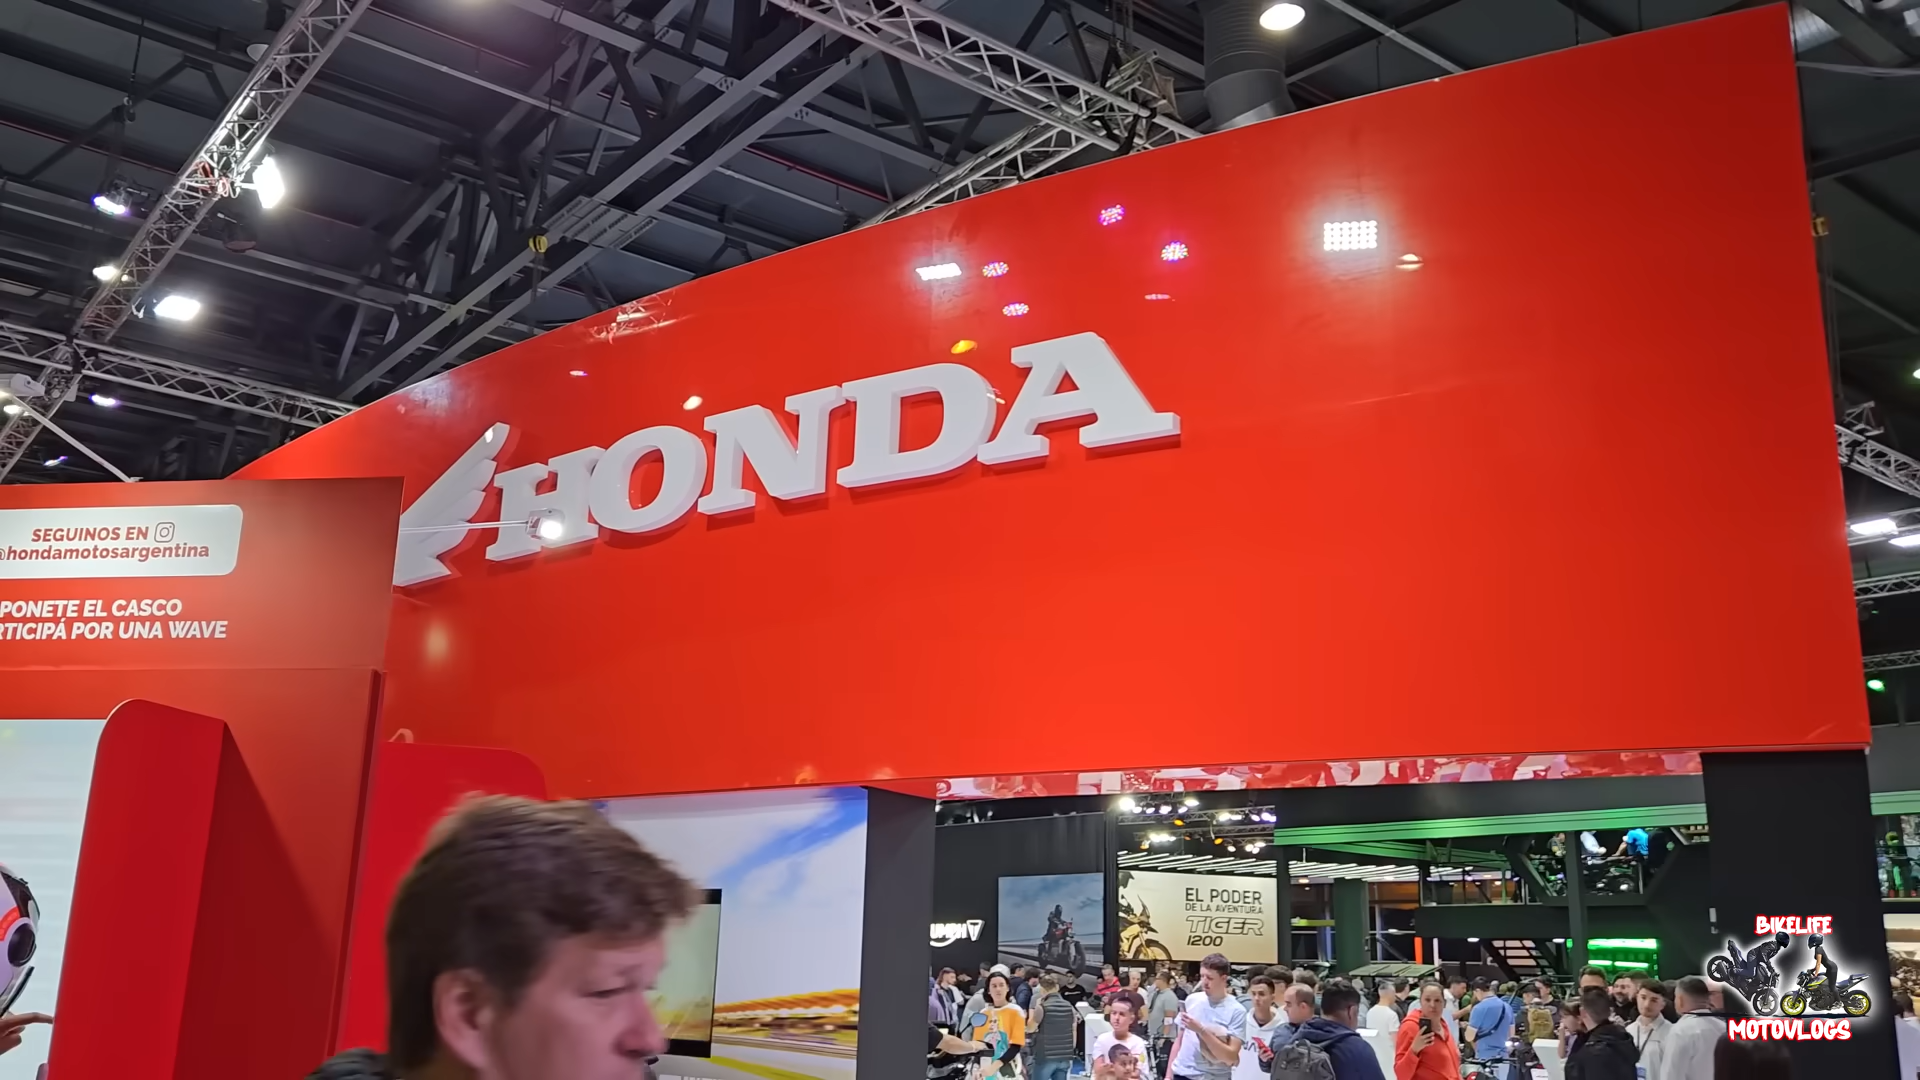 HONDA
SEGUINOS EN
@hondamotosargentina
PONETE EL CASCO
POR UNA WAVE
EL PODER
DE LA AVENTURA
TIGER
1200
BIKELIFE
MOTOVLOGS